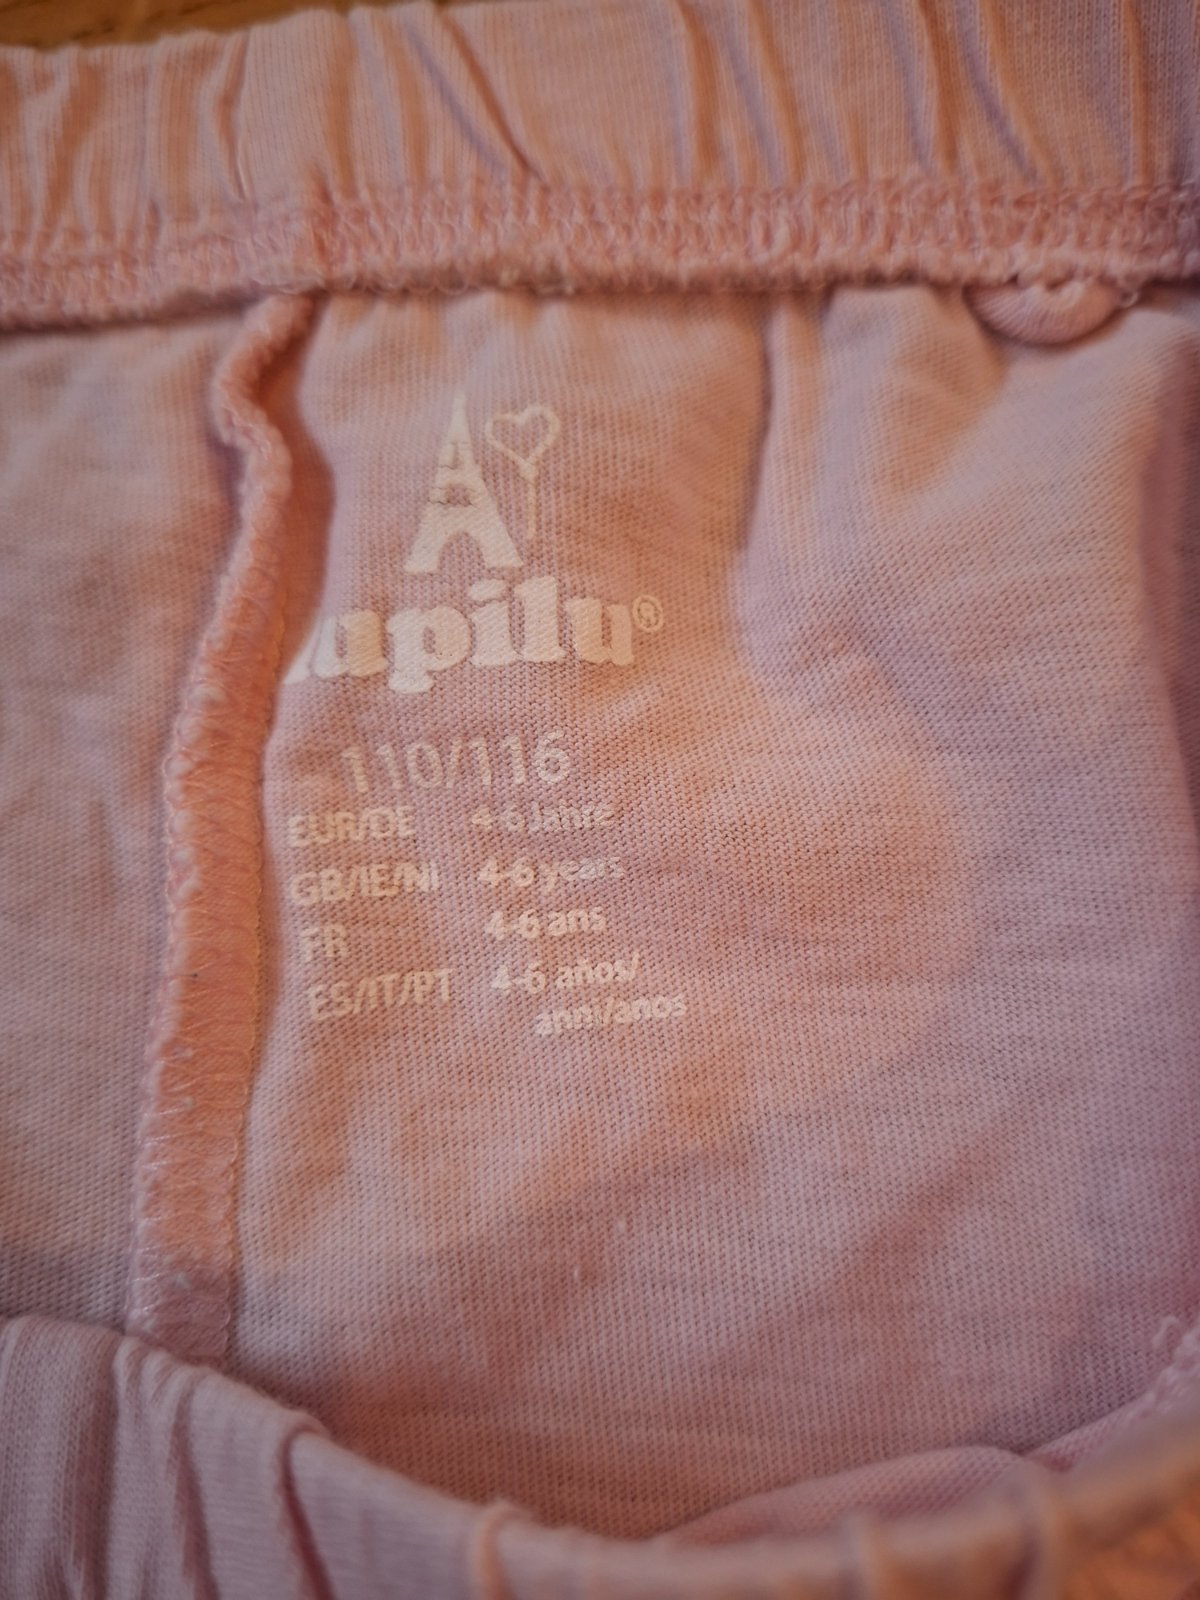 lupilu®
110/116
EUR/DE 4-6 Jahre
GB/IE/NI 4-6 years
FR 4-6 ans
ES/IT/PT 4-6 años/
anni/anos